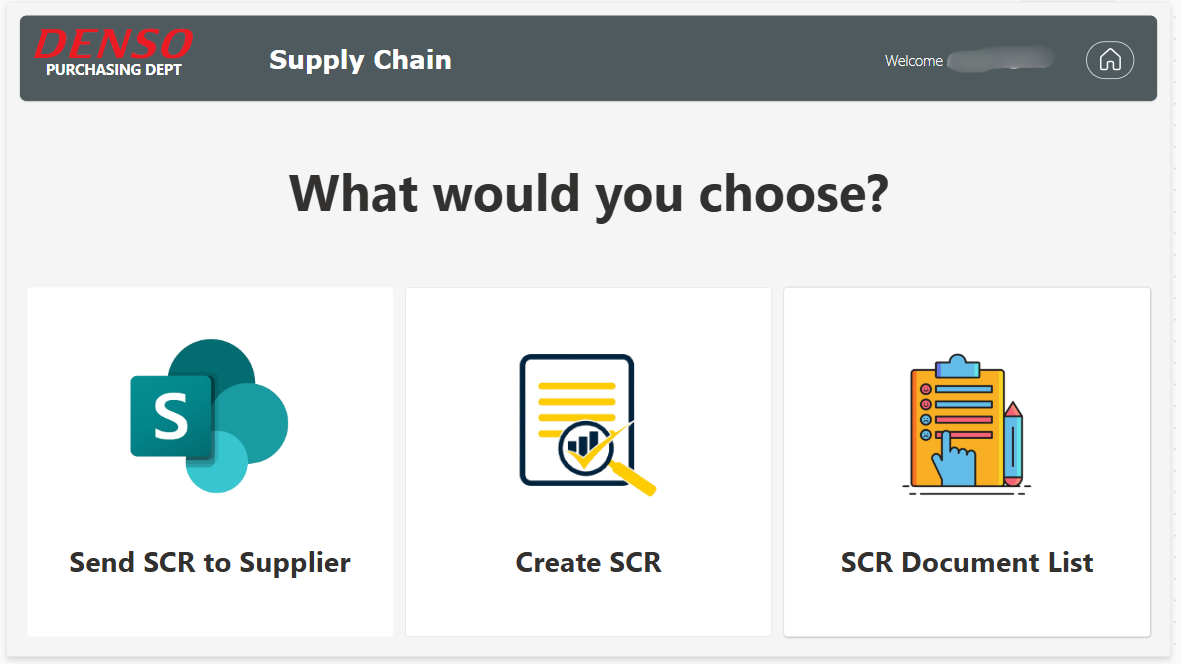 DENSO
PURCHASING DEPT
Supply Chain
Welcome
What would you choose?
S
Send SCR to Supplier
Create SCR
SCR Document List